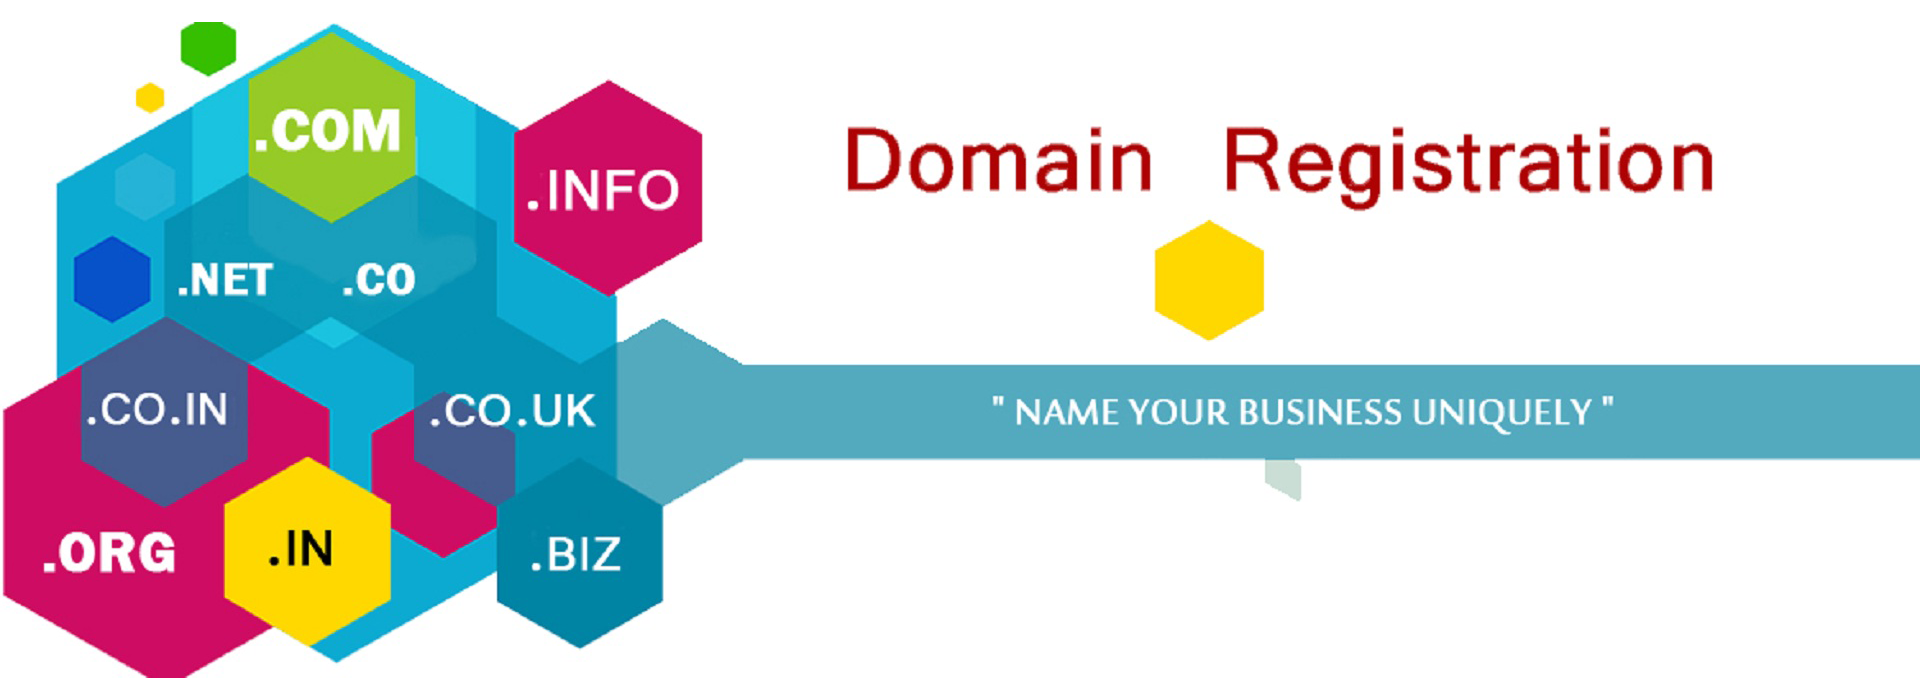 .COM
.INFO
Domain Registration
.NET .CO
.CO.IN
.CO.UK
" NAME YOUR BUSINESS UNIQUELY "
.ORG
.IN
.BIZ